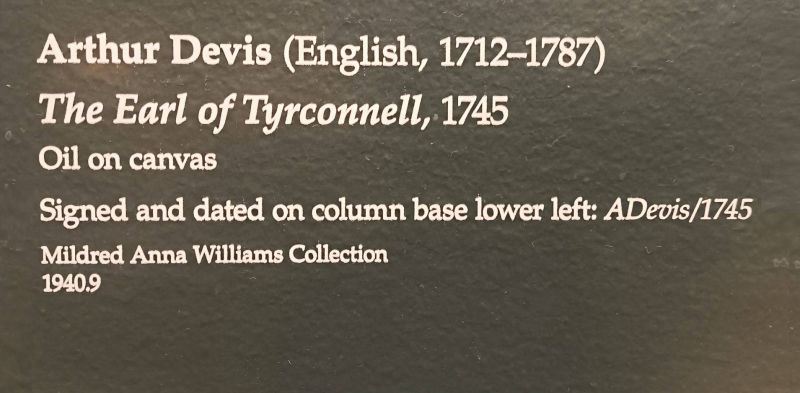 Arthur Devis (English, 1712–1787)
The Earl of Tyrconnell, 1745
Oil on canvas
Signed and dated on column base lower left: ADevis/1745
Mildred Anna Williams Collection
1940.9